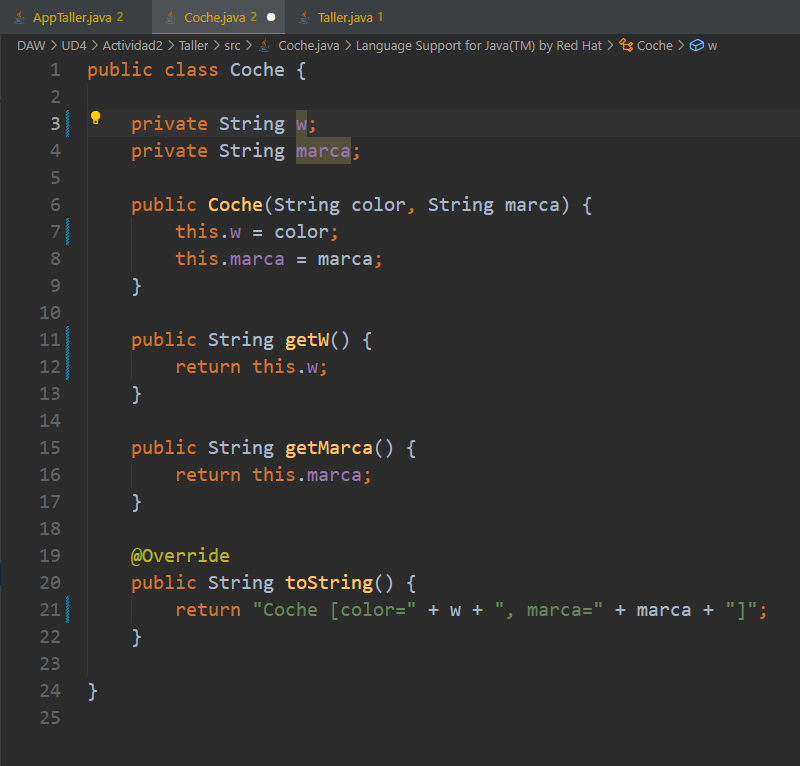 AppTaller.java 2 Coche.java 2 Taller.java 1
DAW > UD4 > Actividad2 > Taller > src > Coche.java > Language Support for Java(TM) by Red Hat > Coche > w
1 public class Coche {
2
3 private String w;
4 private String marca;
5
6 public Coche(String color, String marca) {
7 this.w = color;
8 this.marca = marca;
9 }
10
11 public String getW() {
12 return this.w;
13 }
14
15 public String getMarca() {
16 return this.marca;
17 }
18
19 @Override
20 public String toString() {
21 return "Coche [color=" + w + ", marca=" + marca + "]";
22 }
23
24 }
25